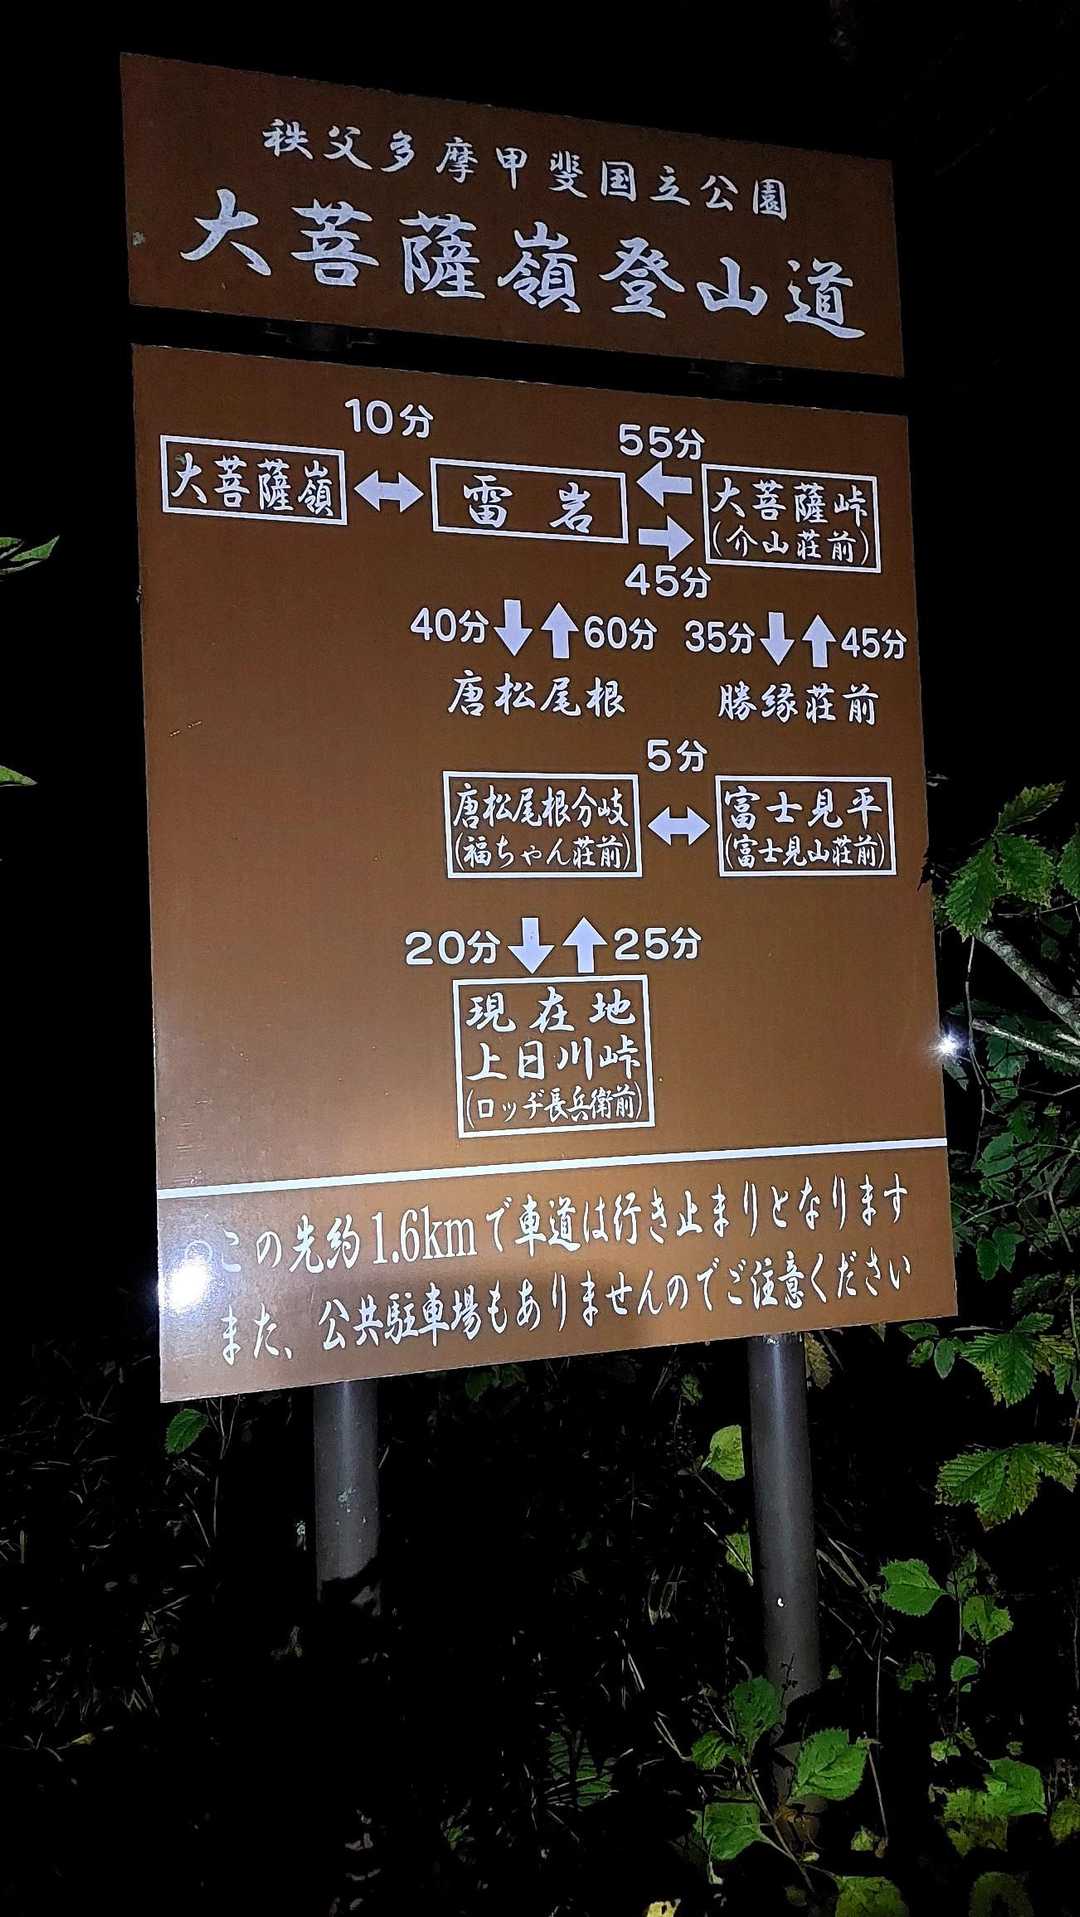 秩父多摩甲斐国立公園
大菩薩嶺登山道
10分
55分
大菩薩嶺
雷岩
大菩薩峠
(介山荘前)
45分
40分
60分
35分
45分
唐松尾根
勝縁荘前
5分
唐松尾根分岐
(福ちゃん荘前)
富士見平
(富士見山荘前)
20分
25分
現在地
上日川峠
(ロッヂ長兵衛前)
この先約1.6kmで車道は行き止まりとなります
また、公共駐車場もありませんのでご注意ください